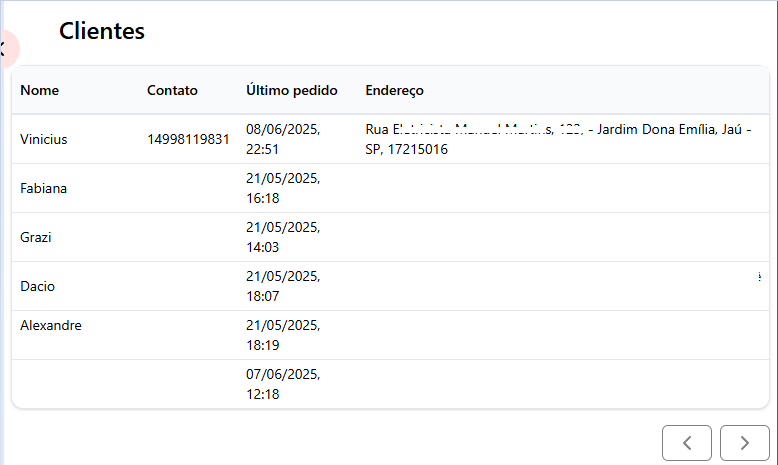 Clientes
Nome Contato Último pedido Endereço
Vinicius 14998119831 08/06/2025, 22:51 Rua - Jardim Dona Emília, Jaú -
SP, 17215016
Fabiana 21/05/2025, 16:18
Grazi 21/05/2025, 14:03
Dacio 21/05/2025, 18:07
Alexandre 21/05/2025, 18:19
07/06/2025, 12:18